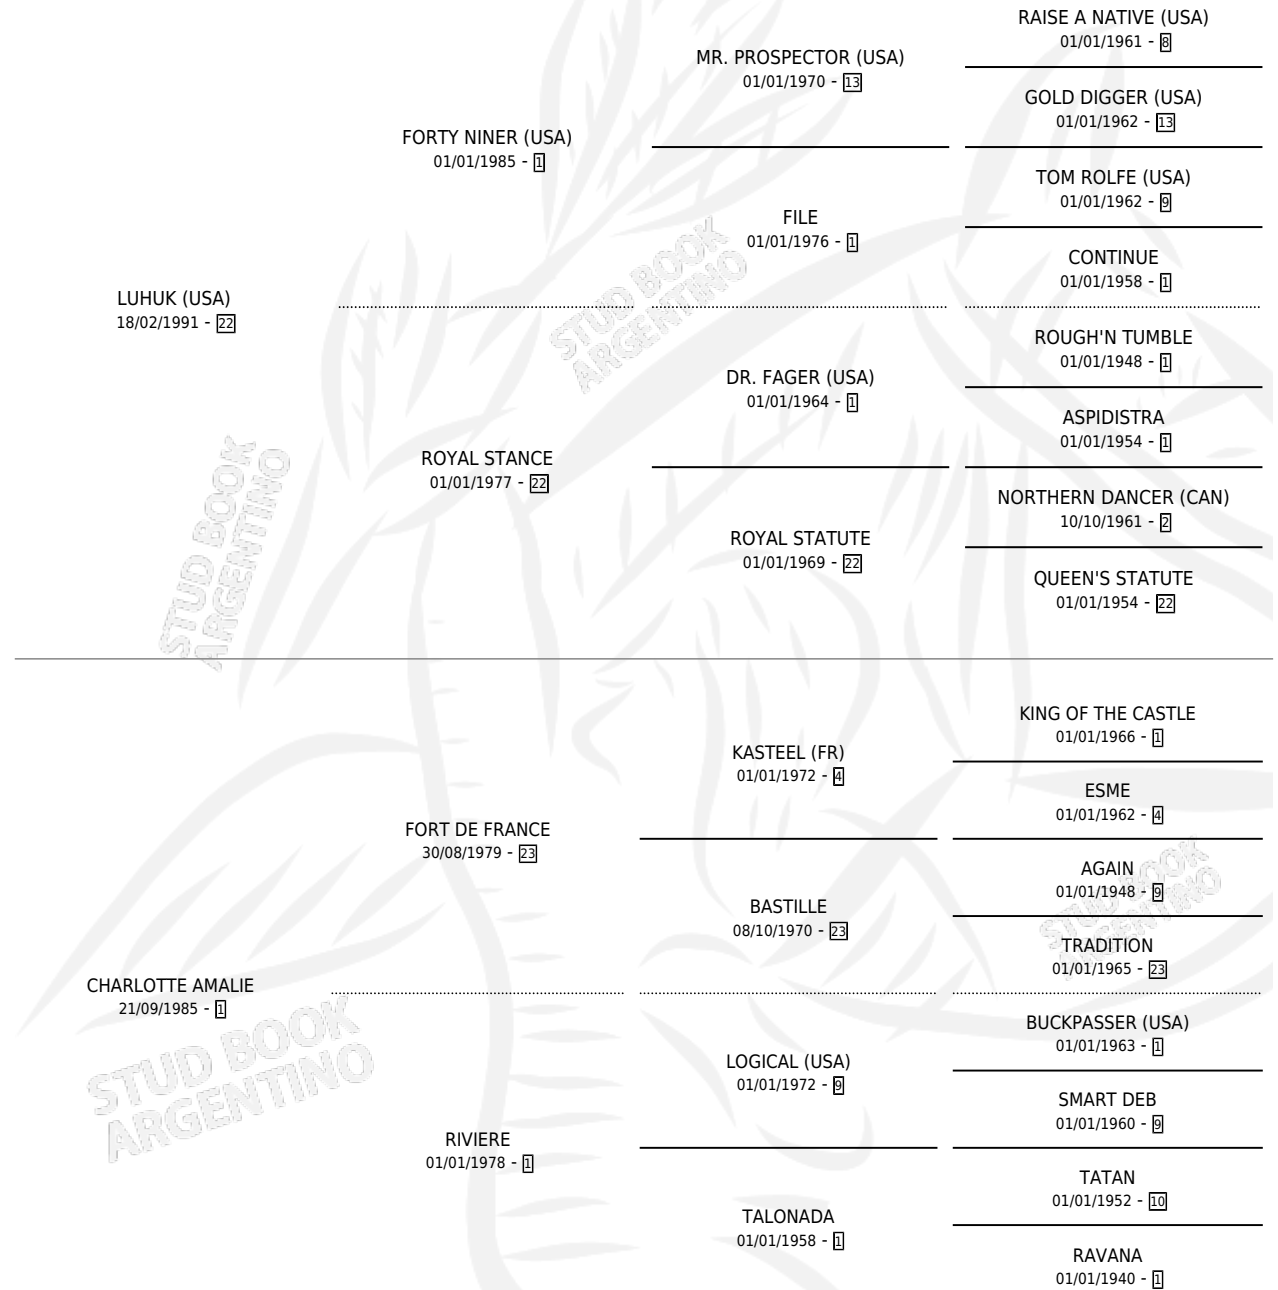 RAISE A NATIVE (USA)
01/01/1961 - 8
MR. PROSPECTOR (USA)
01/01/1970 - 13
GOLD DIGGER (USA)
01/01/1962 - 13
FORTY NINER (USA)
01/01/1985 - 1
TOM ROLFE (USA)
01/01/1962 - 9
FILE
01/01/1976 - 1
CONTINUE
01/01/1958 - 1
LUHUK (USA)
18/02/1991 - 22
STUD BOOK
ARGENTINO
ROUGH'N TUMBLE
01/01/1948 - 1
DR. FAGER (USA)
01/01/1964 - 1
ASPIDISTRA
01/01/1954 - 1
ROYAL STANCE
01/01/1977 - 22
NORTHERN DANCER (CAN)
10/10/1961 - 2
ROYAL STATUTE
01/01/1969 - 22
QUEEN'S STATUTE
01/01/1954 - 22
STUD BOOK
ARGENTINO
KING OF THE CASTLE
01/01/1966 - 1
KASTEEL (FR)
01/01/1972 - 4
ESME
01/01/1962 - 4
FORT DE FRANCE
30/08/1979 - 23
AGAIN
01/01/1948 - 9
BASTILLE
08/10/1970 - 23
STUD BOOK
ARGENTINO
TRADITION
01/01/1965 - 23
CHARLOTTE AMALIE
21/09/1985 - 1
STUD BOOK
ARGENTINO
BUCKPASSER (USA)
01/01/1963 - 1
LOGICAL (USA)
01/01/1972 - 9
SMART DEB
01/01/1960 - 9
RIVIERE
01/01/1978 - 1
TATAN
01/01/1952 - 10
TALONADA
01/01/1958 - 1
RAVANA
01/01/1940 - 1